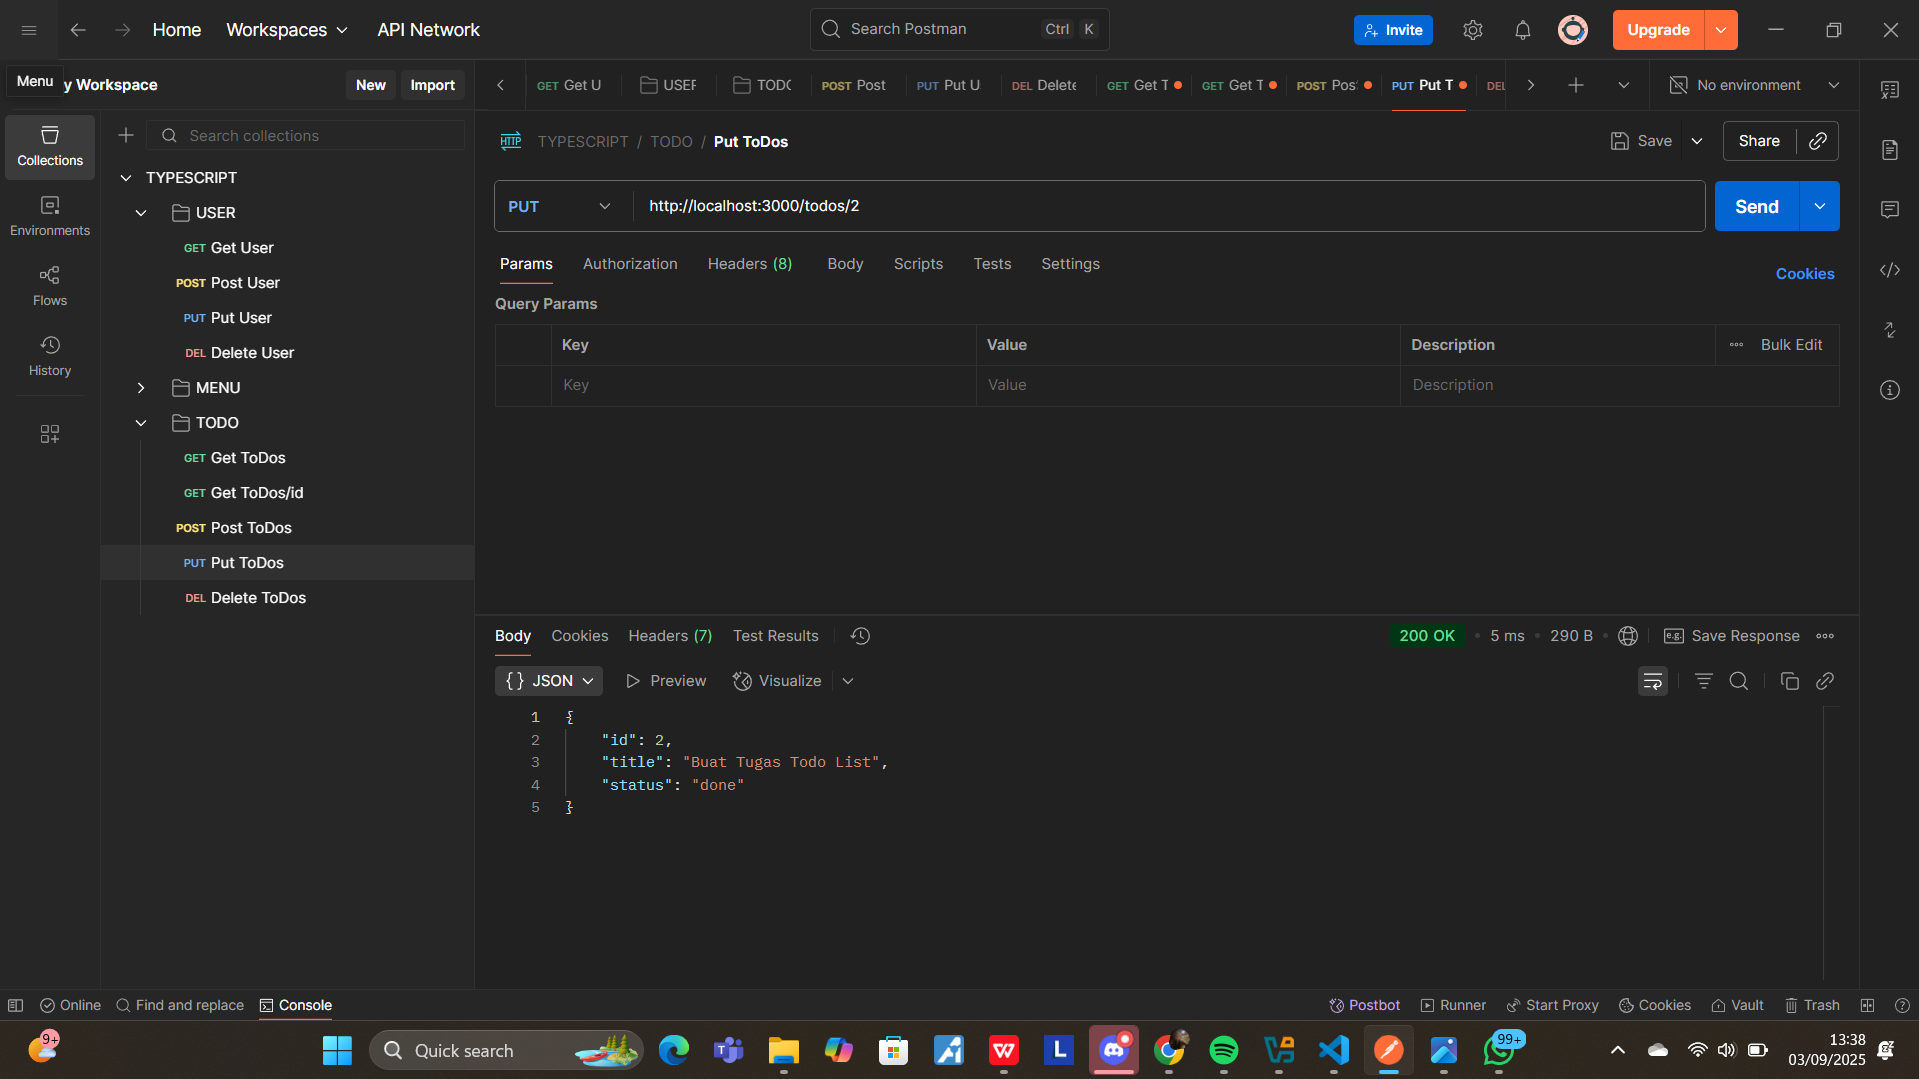 Home
Workspaces
API Network
Search Postman
Ctrl K
Invite
Upgrade
Menu
y Workspace
New
Import
GET Get U
USER
TODO
POST Post
PUT Put U
DEL Delete
GET Get T
GET Get T
POST Pos
PUT Put T
DEL
No environment
Collections
Environments
Flows
History
Search collections
TYPESCRIPT
USER
GET Get User
POST Post User
PUT Put User
DEL Delete User
MENU
TODO
GET Get ToDos
GET Get ToDos/id
POST Post ToDos
PUT Put ToDos
DEL Delete ToDos
HTTP TYPESCRIPT / TODO / Put ToDos
Save
Share
PUT http://localhost:3000/todos/2
Send
Params Authorization Headers (8) Body Scripts Tests Settings
Cookies
Query Params
Key Value Description Bulk Edit
Key Value Description
Body Cookies Headers (7) Test Results
200 OK • 5 ms • 290 B • e.g. Save Response
{} JSON Preview Visualize
1 {
2 "id": 2,
3 "title": "Buat Tugas Todo List",
4 "status": "done"
5 }
Online Find and replace Console
Postbot Runner Start Proxy Cookies Vault Trash
9+
Quick search
99+
13:38
03/09/2025